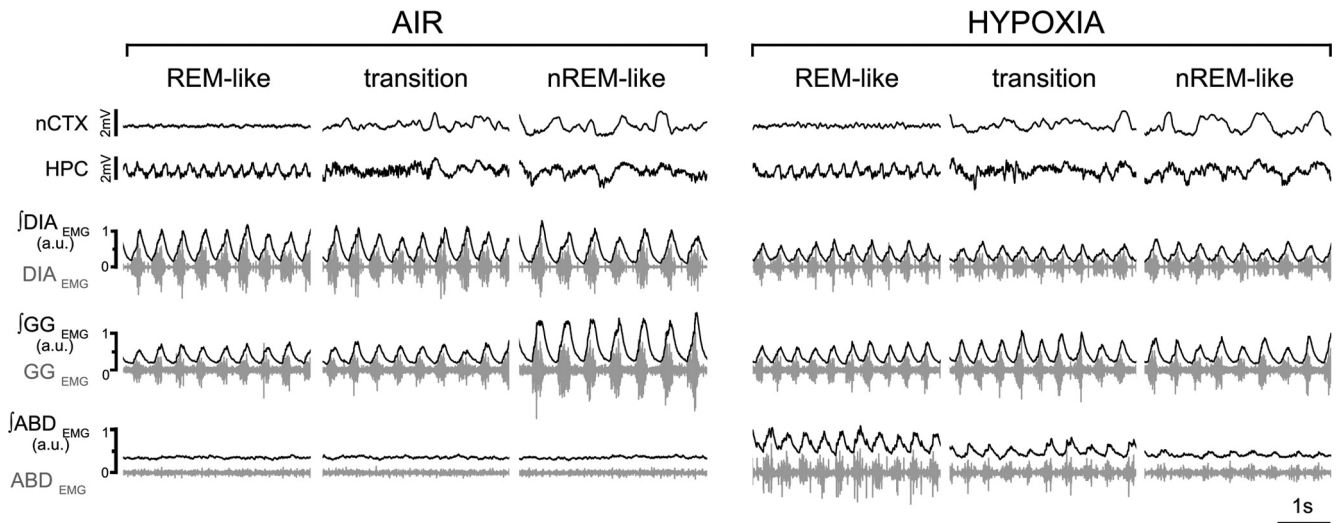 AIR HYPOXIA
REM-like transition nREM-like REM-like transition nREM-like
nCTX 2mV
HPC 2mV
∫DIA EMG
(a.u.)
1
0
DIA EMG
∫GG EMG
(a.u.)
1
0
GG EMG
∫ABD EMG
(a.u.)
1
0
ABD EMG
1s